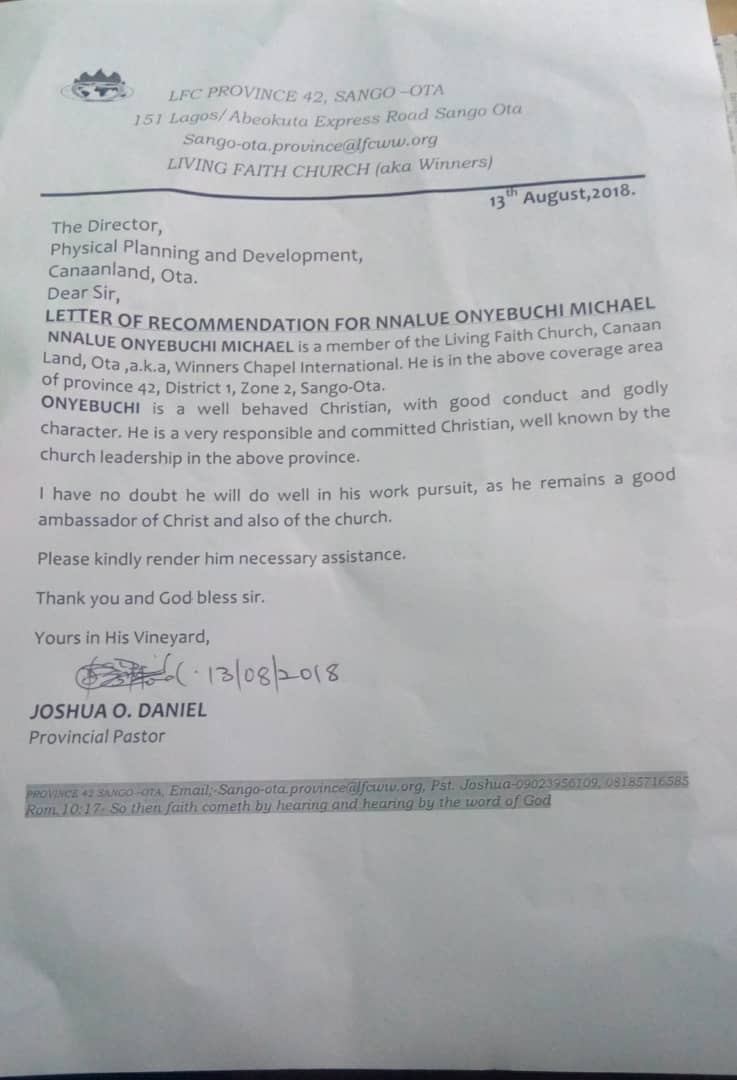 LFC PROVINCE 42, SANGO –OTA
151 Lagos/Abeokuta Express Road Sango Ota
Sango-ota.province@lfcww.org
LIVING FAITH CHURCH (aka Winners)
13th August,2018.
The Director,
Physical Planning and Development,
Canaanland, Ota.
Dear Sir,
LETTER OF RECOMMENDATION FOR NNALUE ONYEBUCHI MICHAEL
NNALUE ONYEBUCHI MICHAEL is a member of the Living Faith Church, Canaan
Land, Ota ,a.k.a, Winners Chapel International. He is in the above coverage area
of province 42, District 1, Zone 2, Sango-Ota.
ONYEBUCHI is a well behaved Christian, with good conduct and godly
character. He is a very responsible and committed Christian, well known by the
church leadership in the above province.
I have no doubt he will do well in his work pursuit, as he remains a good
ambassador of Christ and also of the church.
Please kindly render him necessary assistance.
Thank you and God bless sir.
Yours in His Vineyard,
13/08/2018
JOSHUA O. DANIEL
Provincial Pastor
PROVINCE 42 SANGO –OTA, Email;-Sango-ota.province@lfcww.org, Pst. Joshua-09023956109, 08185716585
Rom. 10:17- So then faith cometh by hearing and hearing by the word of God